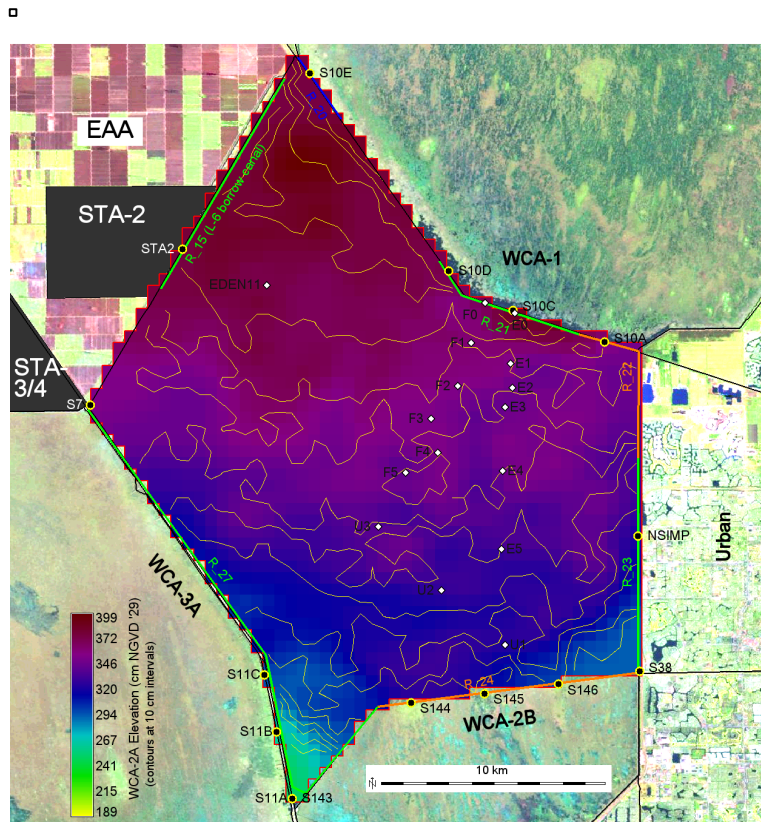 S10E
R_20
EAA
STA-2
R_15 (L-6 borrow canal)
STA2
WCA-1
S10D
EDEN11
F0
S10C
E0
R_21
S10A
F1
E1
R_22
STA-
3/4
F2
E2
S7
E3
F3
F4
F5
E4
U3
NSIMP
Urban
E5
WCA-3A
R_27
R_23
U2
399
372
346
320
294
267
241
215
189
WCA-2A Elevation (cm NGVD '29)
(contours at 10 cm intervals)
S11C
S38
R_24
S146
S145
S144
WCA-2B
S11B
10 km
N
S11A
S143